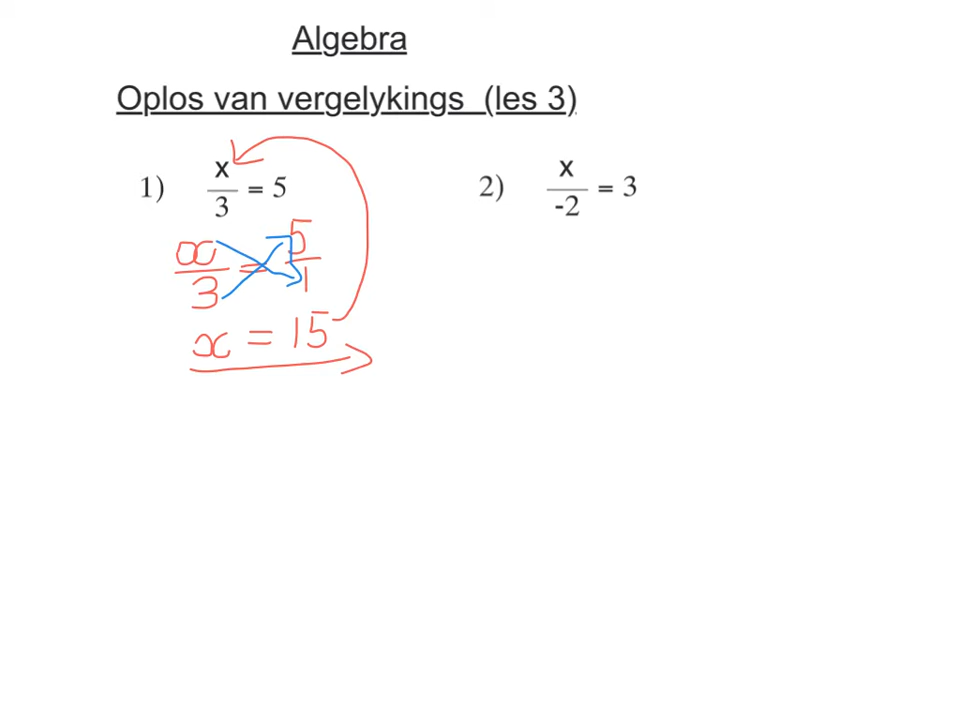 Algebra
Oplos van vergelykings (les 3)
1) x/3 = 5
x/3 = 5/1
x = 15
2) x/-2 = 3